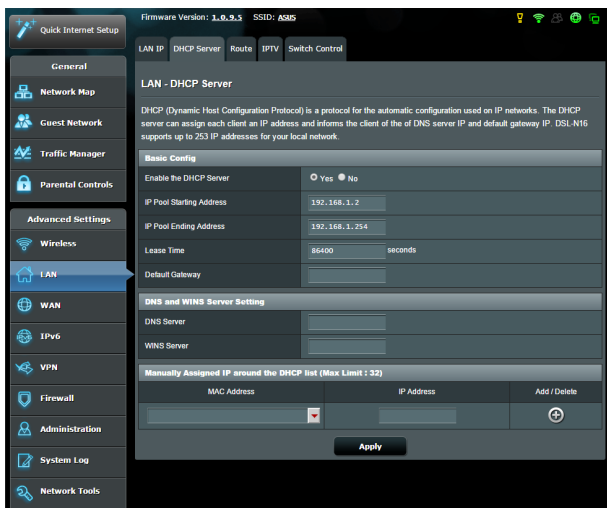 Quick Internet Setup
General
Network Map
Guest Network
Traffic Manager
Parental Controls
Advanced Settings
Wireless
LAN
WAN
IPv6
VPN
Firewall
Administration
System Log
Network Tools
Firmware Version: 1.0.9.5 SSID: ASUS
LAN IP DHCP Server Route IPTV Switch Control
LAN - DHCP Server
DHCP (Dynamic Host Configuration Protocol) is a protocol for the automatic configuration used on IP networks. The DHCP
server can assign each client an IP address and informs the client of the of DNS server IP and default gateway IP. DSL-N16
supports up to 253 IP addresses for your local network.
Basic Config
Enable the DHCP Server Yes No
IP Pool Starting Address 192.168.1.2
IP Pool Ending Address 192.168.1.254
Lease Time 86400 seconds
Default Gateway
DNS and WINS Server Setting
DNS Server
WINS Server
Manually Assigned IP around the DHCP list (Max Limit : 32)
MAC Address IP Address Add / Delete
Apply